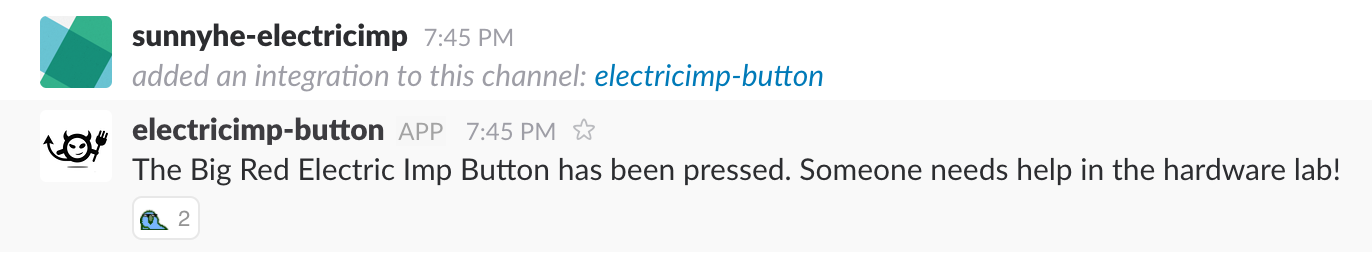 sunnyhe-electricimp 7:45 PM
added an integration to this channel: electricimp-button
electricimp-button APP 7:45 PM
The Big Red Electric Imp Button has been pressed. Someone needs help in the hardware lab!
2